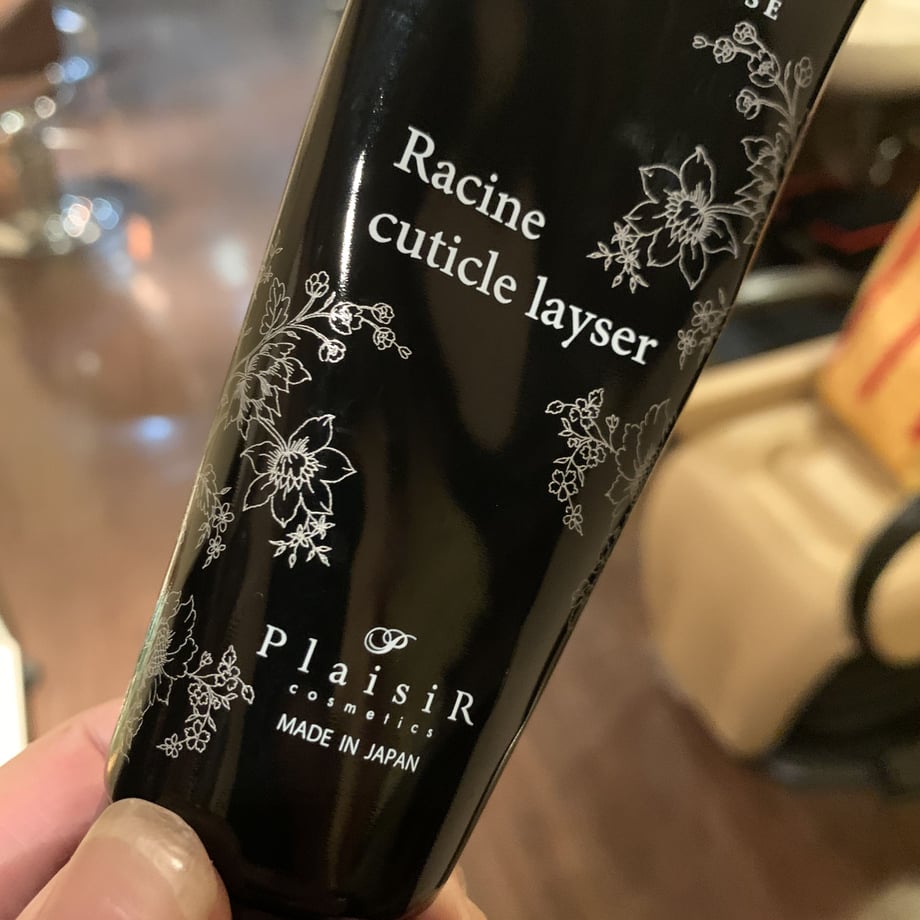 Racine
cuticle layser
PlaisiR
cosmetics
MADE IN JAPAN